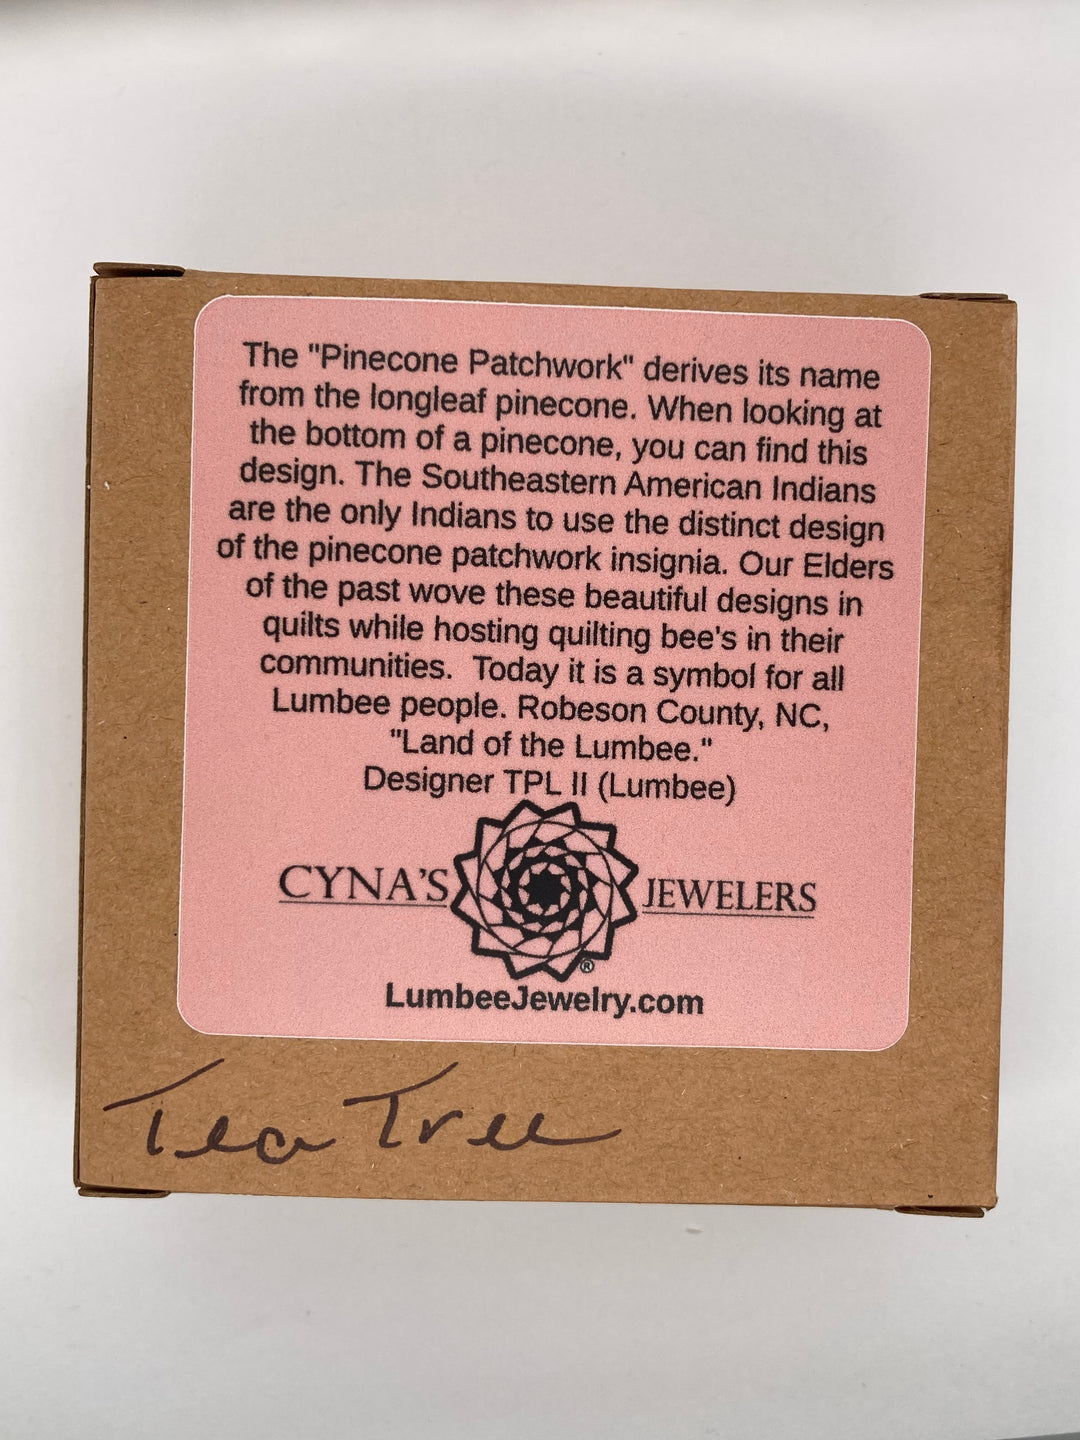 The "Pinecone Patchwork" derives its name
from the longleaf pinecone. When looking at
the bottom of a pinecone, you can find this
design. The Southeastern American Indians
are the only Indians to use the distinct design
of the pinecone patchwork insignia. Our Elders
of the past wove these beautiful designs in
quilts while hosting quilting bee's in their
communities.  Today it is a symbol for all
Lumbee people. Robeson County, NC,
"Land of the Lumbee."
Designer TPL II (Lumbee)
CYNA'S JEWELERS
®
LumbeeJewelry.com
Tea Tree